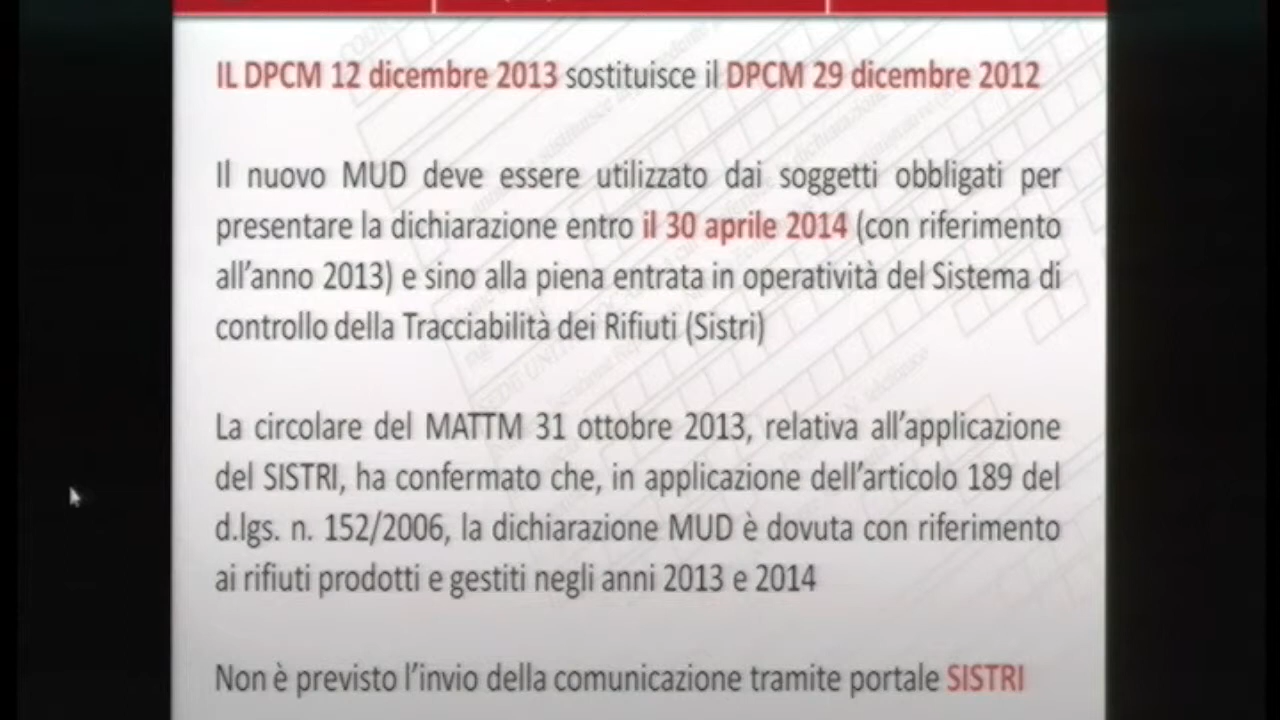 IL DPCM 12 dicembre 2013 sostituisce il DPCM 29 dicembre 2012
Il nuovo MUD deve essere utilizzato dai soggetti obbligati per
presentare la dichiarazione entro il 30 aprile 2014 (con riferimento
all'anno 2013) e sino alla piena entrata in operatività del Sistema di
controllo della Tracciabilità dei Rifiuti (Sistri)
La circolare del MATTM 31 ottobre 2013, relativa all'applicazione
del SISTRI, ha confermato che, in applicazione dell'articolo 189 del
d.lgs. n. 152/2006, la dichiarazione MUD è dovuta con riferimento
ai rifiuti prodotti e gestiti negli anni 2013 e 2014
Non è previsto l'invio della comunicazione tramite portale SISTRI